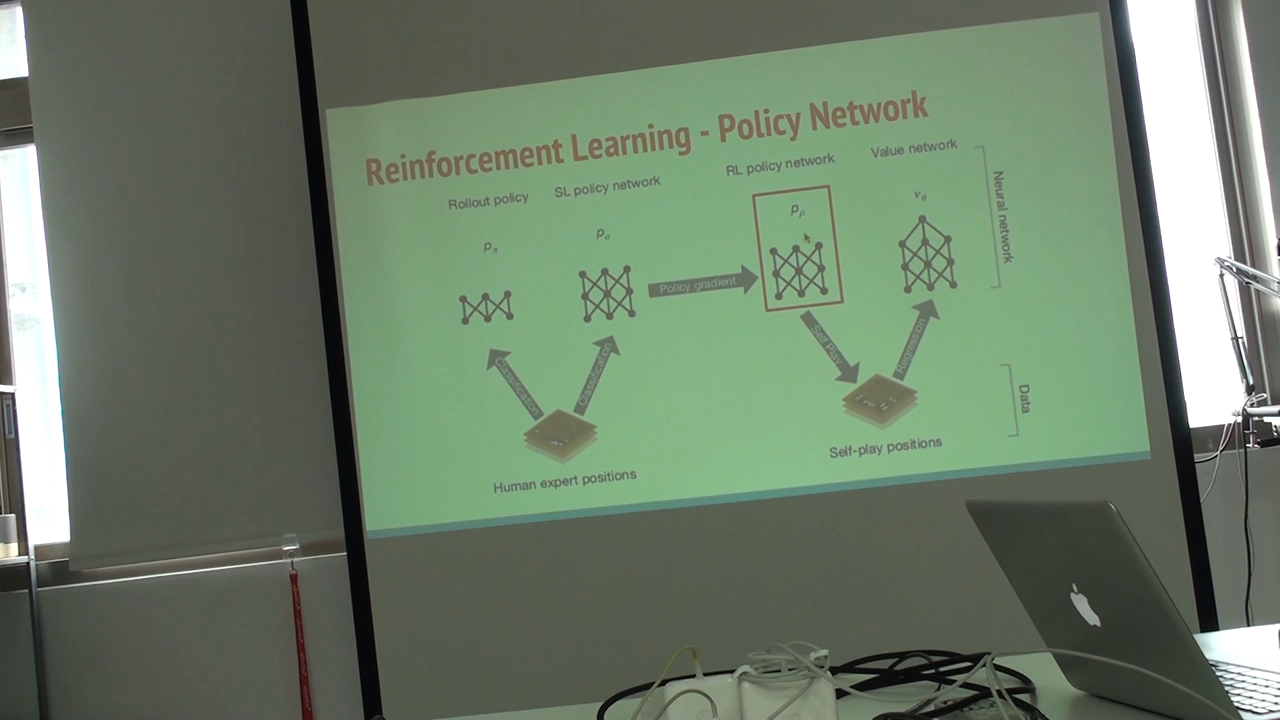 Reinforcement Learning - Policy Network
Rollout policy
SL policy network
RL policy network
Value network
pπ
pσ
pρ
vθ
Neural network
Policy gradient
Classification
Classification
Self Play
Regression
Data
Human expert positions
Self-play positions